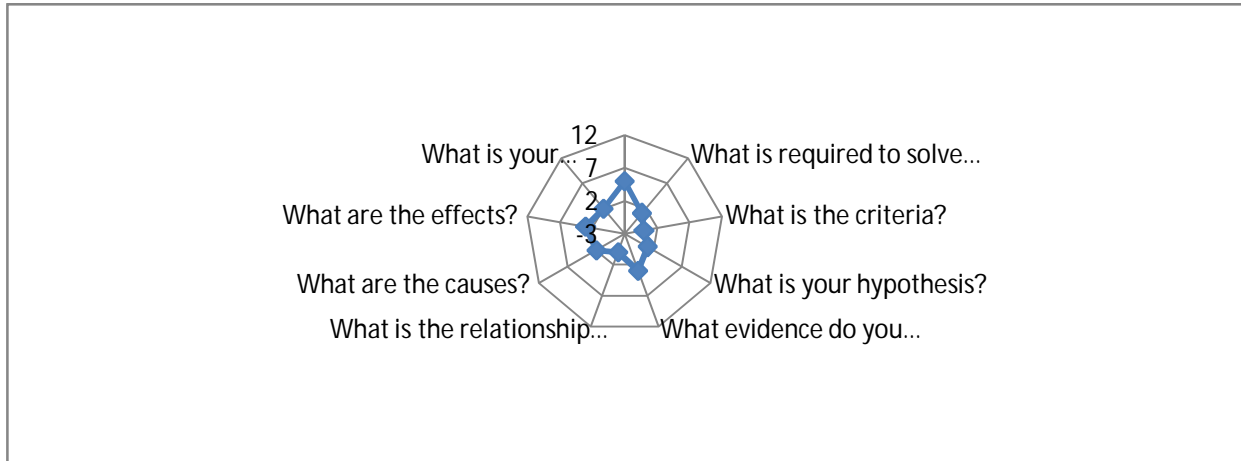 12
7
2
-3
What is required to solve...
What is the criteria?
What is your hypothesis?
What evidence do you...
What is the relationship...
What are the causes?
What are the effects?
What is your...